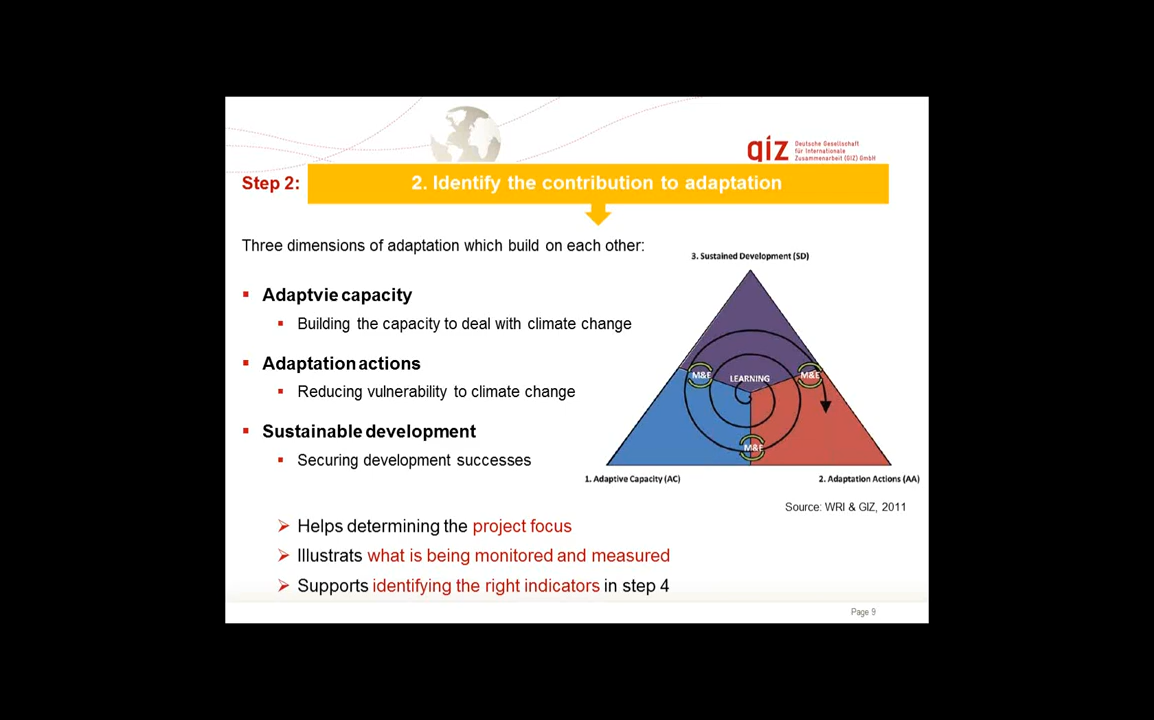 giz Deutsche Gesellschaft
für Internationale
Zusammenarbeit (GIZ) GmbH
Step 2:
2. Identify the contribution to adaptation
Three dimensions of adaptation which build on each other:
▪ Adaptvie capacity
▪ Building the capacity to deal with climate change
▪ Adaptation actions
▪ Reducing vulnerability to climate change
▪ Sustainable development
▪ Securing development successes
3. Sustained Development (SD)
M&E
LEARNING
M&E
M&E
1. Adaptive Capacity (AC)
2. Adaptation Actions (AA)
Source: WRI & GIZ, 2011
➢ Helps determining the project focus
➢ Illustrats what is being monitored and measured
➢ Supports identifying the right indicators in step 4
Page 9